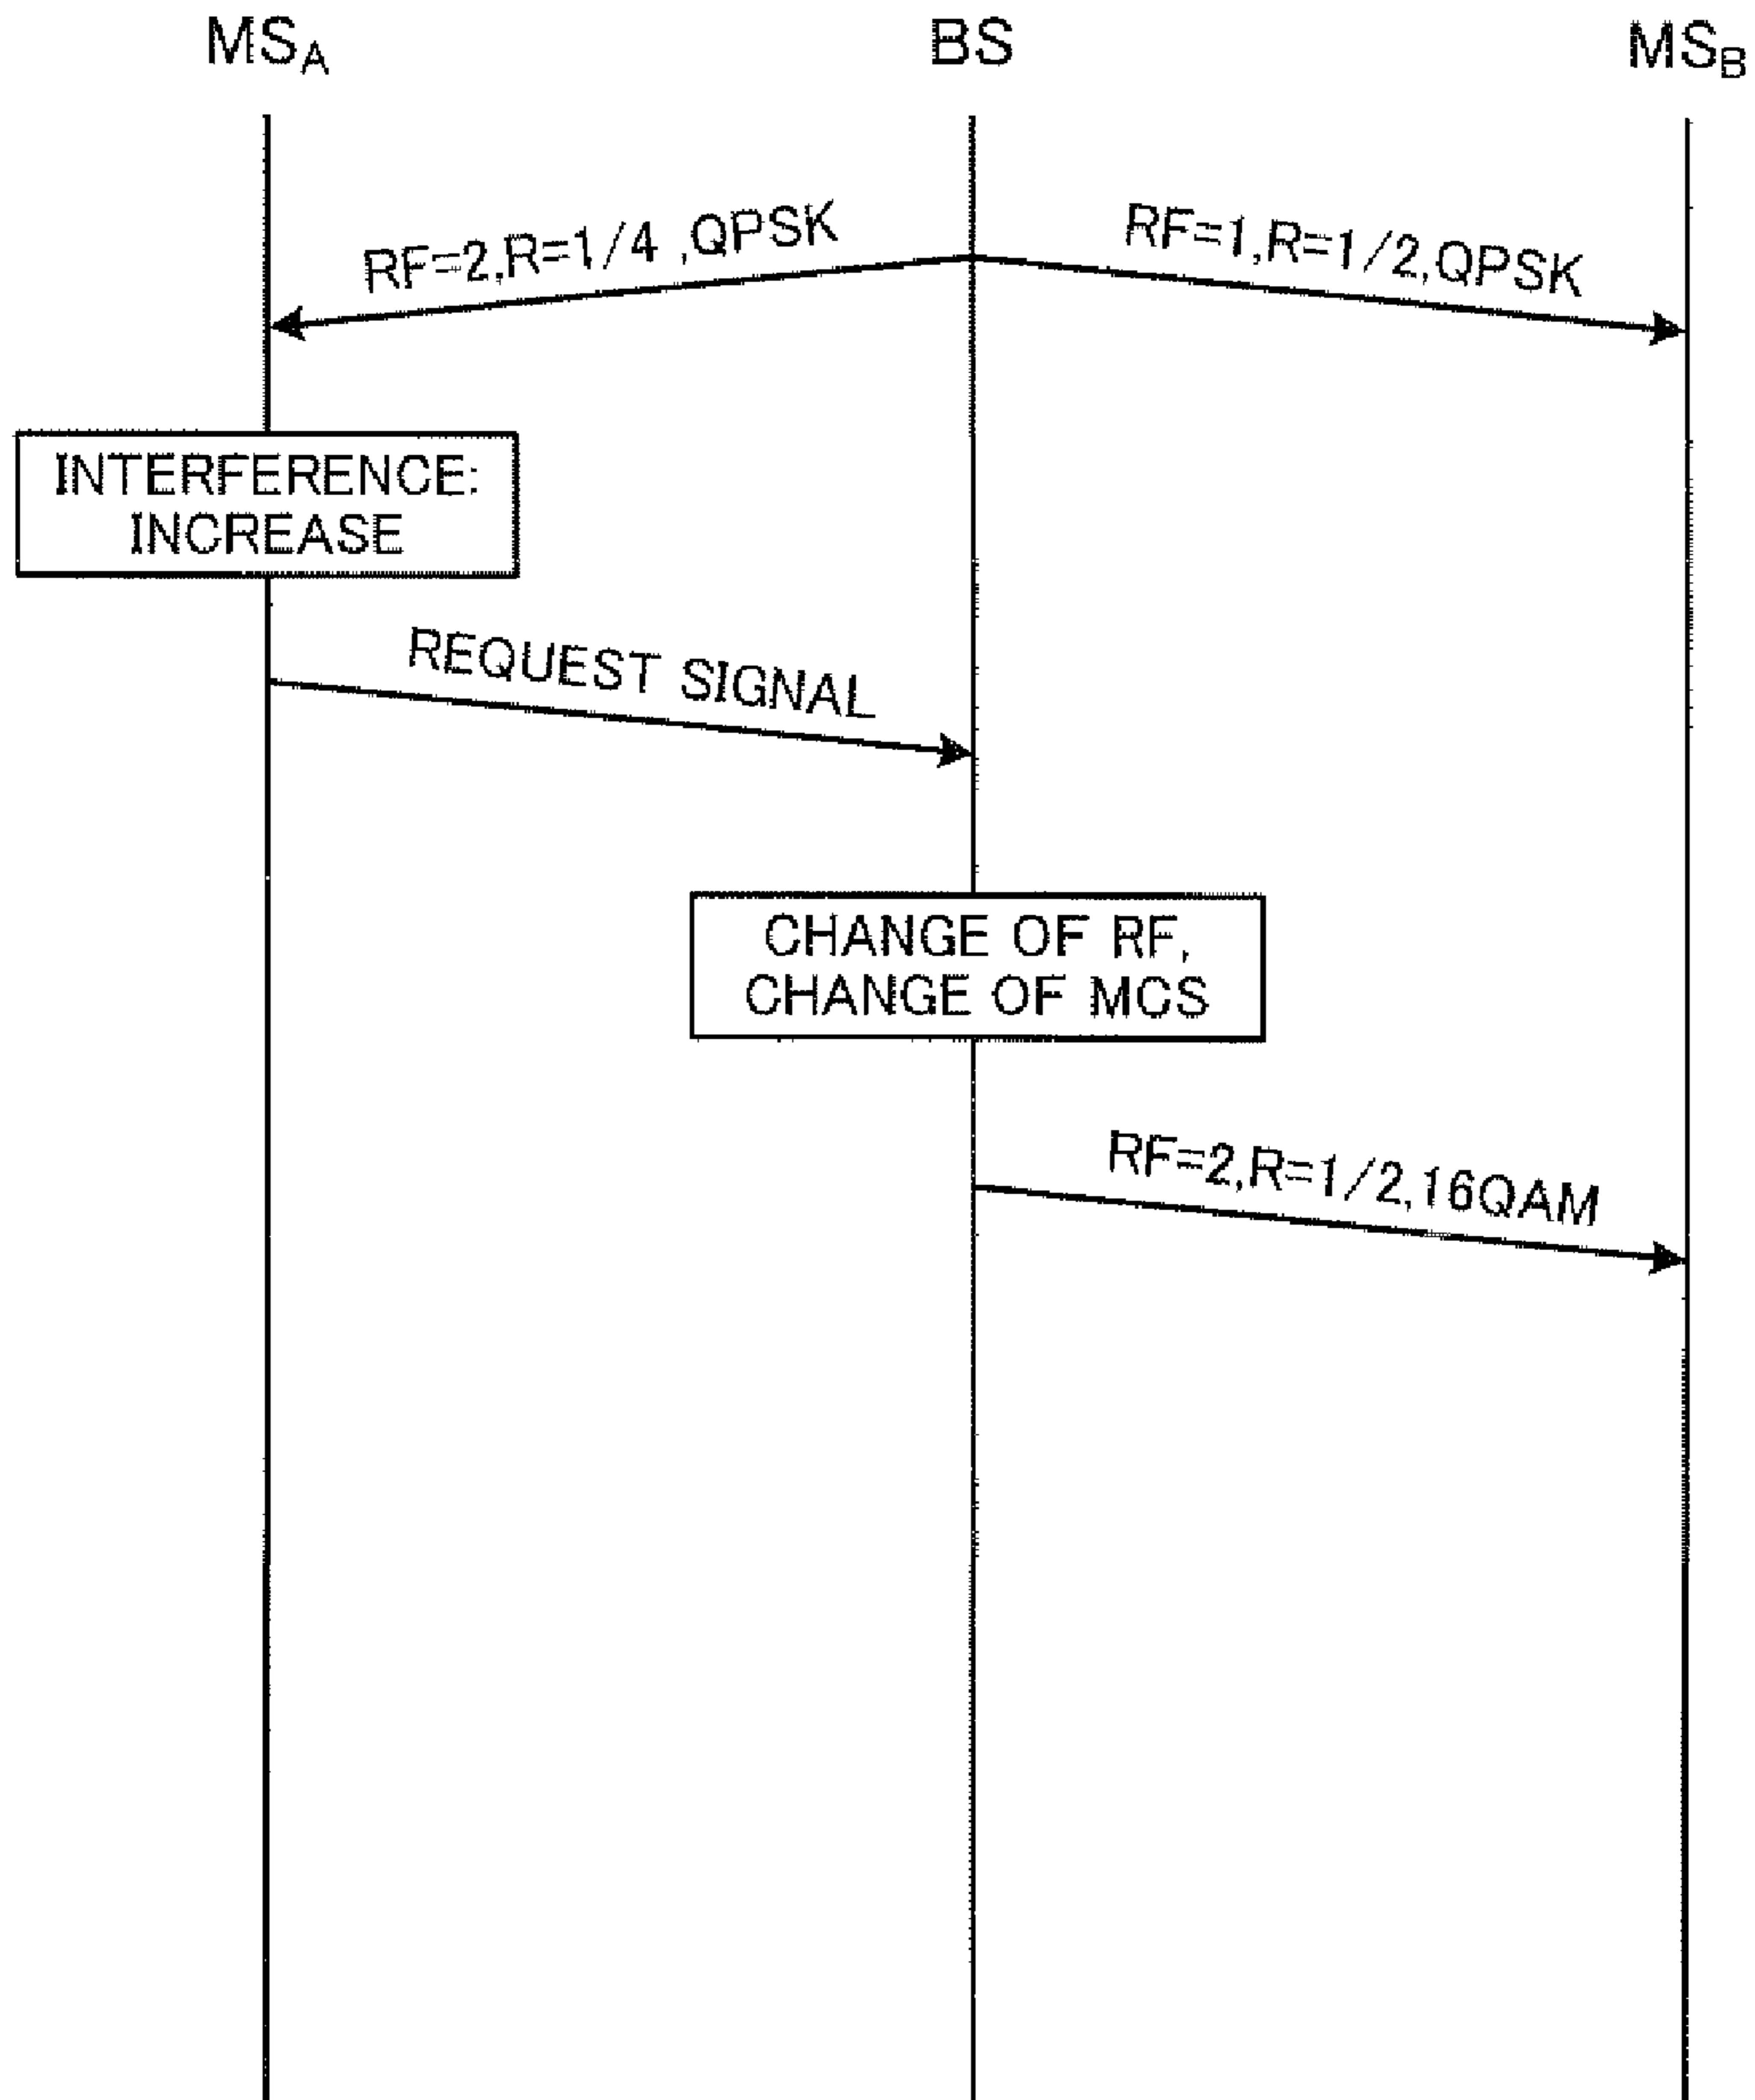 MSA
BS
MSB
RF=2,R=1/4 ,QPSK
RF=1,R=1/2,QPSK
INTERFERENCE:
INCREASE
REQUEST SIGNAL
CHANGE OF RF,
CHANGE OF MCS
RF=2,R=1/2,16QAM